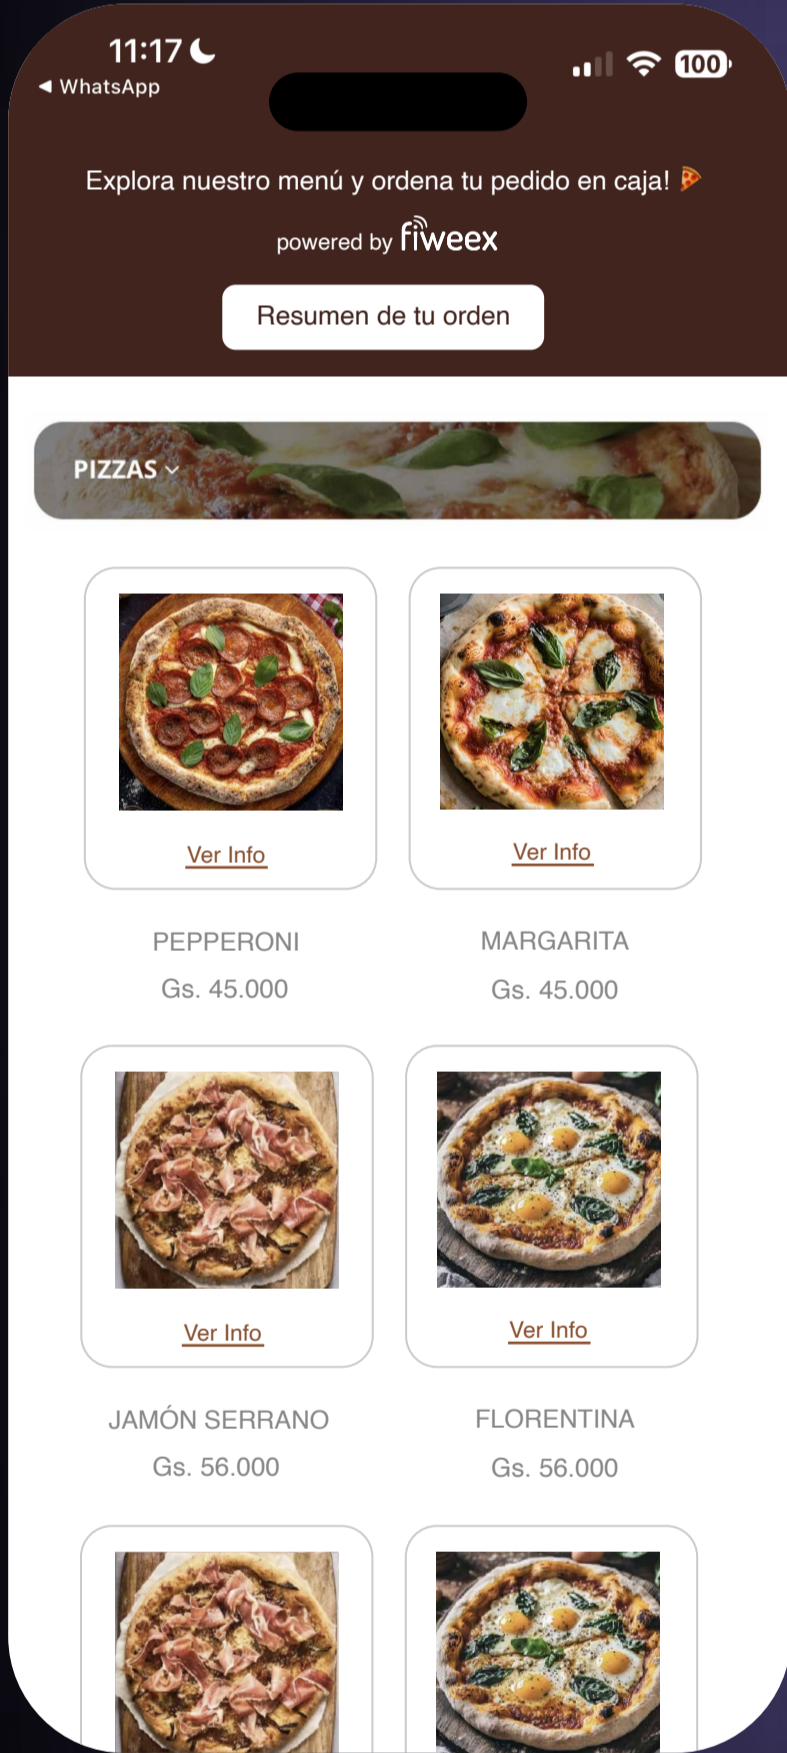 11:17
100
◀ WhatsApp
Explora nuestro menú y ordena tu pedido en caja! 🍕
powered by fiweex
Resumen de tu orden
PIZZAS
Ver Info
Ver Info
PEPPERONI
MARGARITA
Gs. 45.000
Gs. 45.000
Ver Info
Ver Info
JAMÓN SERRANO
FLORENTINA
Gs. 56.000
Gs. 56.000